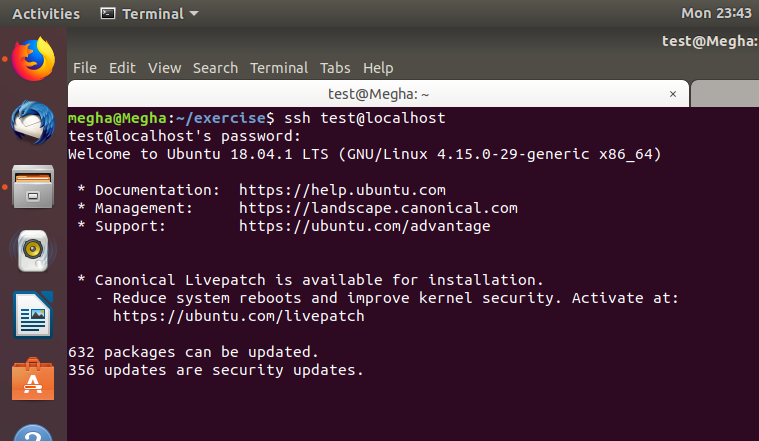 Activities Terminal Mon 23:43
test@Megha:
File Edit View Search Terminal Tabs Help
test@Megha: ~ ×
megha@Megha:~/exercise$ ssh test@localhost
test@localhost's password:
Welcome to Ubuntu 18.04.1 LTS (GNU/Linux 4.15.0-29-generic x86_64)
* Documentation: https://help.ubuntu.com
* Management: https://landscape.canonical.com
* Support: https://ubuntu.com/advantage
* Canonical Livepatch is available for installation.
- Reduce system reboots and improve kernel security. Activate at:
https://ubuntu.com/livepatch
632 packages can be updated.
356 updates are security updates.